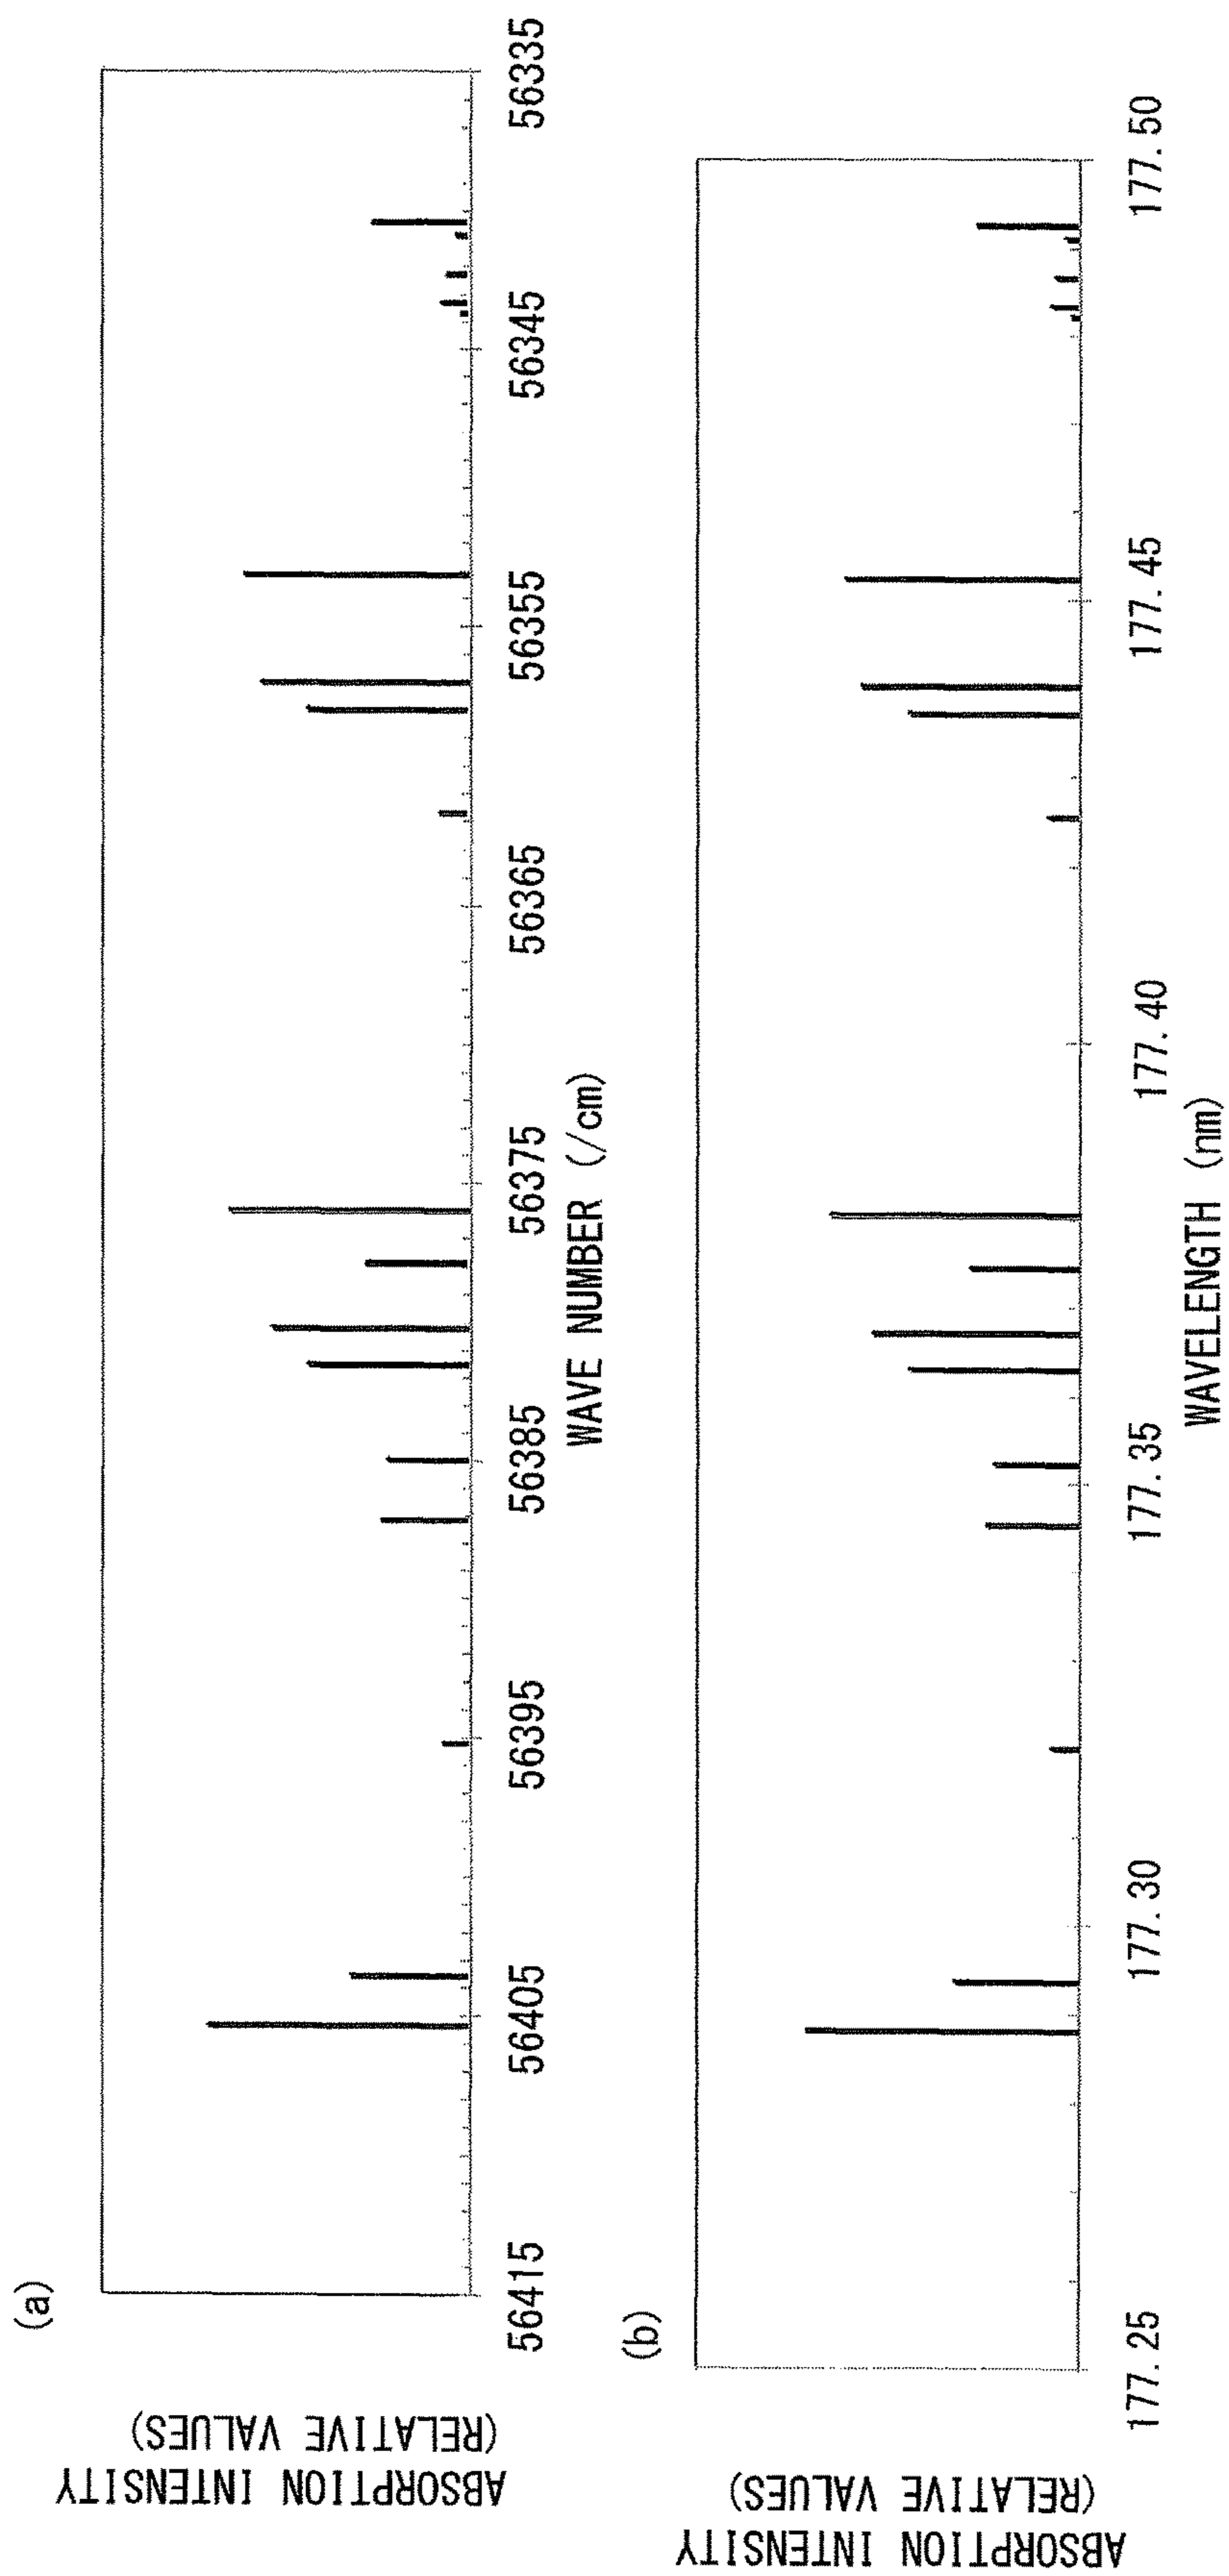 (a)
ABSORPTION INTENSITY
(RELATIVE VALUES)
56415
56405
56395
56385
56375
56365
56355
56345
56335
WAVE NUMBER (/cm)
(b)
ABSORPTION INTENSITY
(RELATIVE VALUES)
177.25
177.30
177.35
177.40
177.45
177.50
WAVELENGTH (nm)